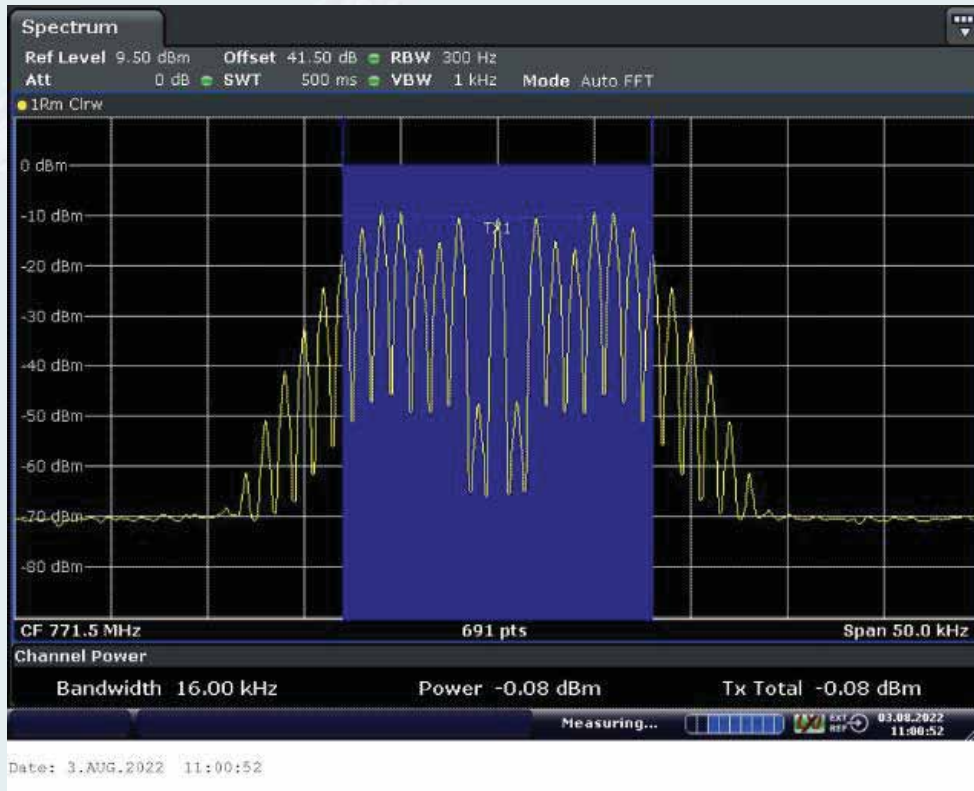 Spectrum
Ref Level 9.50 dBm Offset 41.50 dB RBW 300 Hz
Att 0 dB SWT 500 ms VBW 1 kHz Mode Auto FFT
1Rm Clrw
0 dBm
-10 dBm
TX1
-20 dBm
-30 dBm
-40 dBm
-50 dBm
-60 dBm
-70 dBm
-80 dBm
CF 771.5 MHz 691 pts Span 50.0 kHz
Channel Power
Bandwidth 16.00 kHz Power -0.08 dBm Tx Total -0.08 dBm
Measuring... EXT REF 03.08.2022 11:00:52
Date: 3.AUG.2022 11:00:52